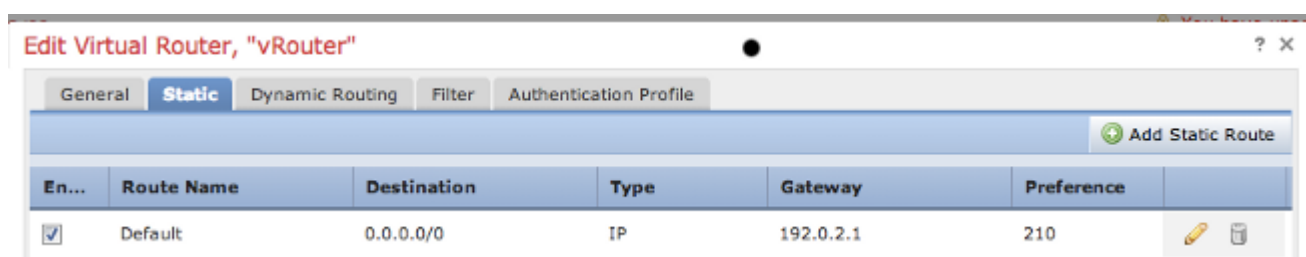 Edit Virtual Router, "vRouter" ? ×
General Static Dynamic Routing Filter Authentication Profile
Add Static Route
En... Route Name Destination Type Gateway Preference
Default 0.0.0.0/0 IP 192.0.2.1 210